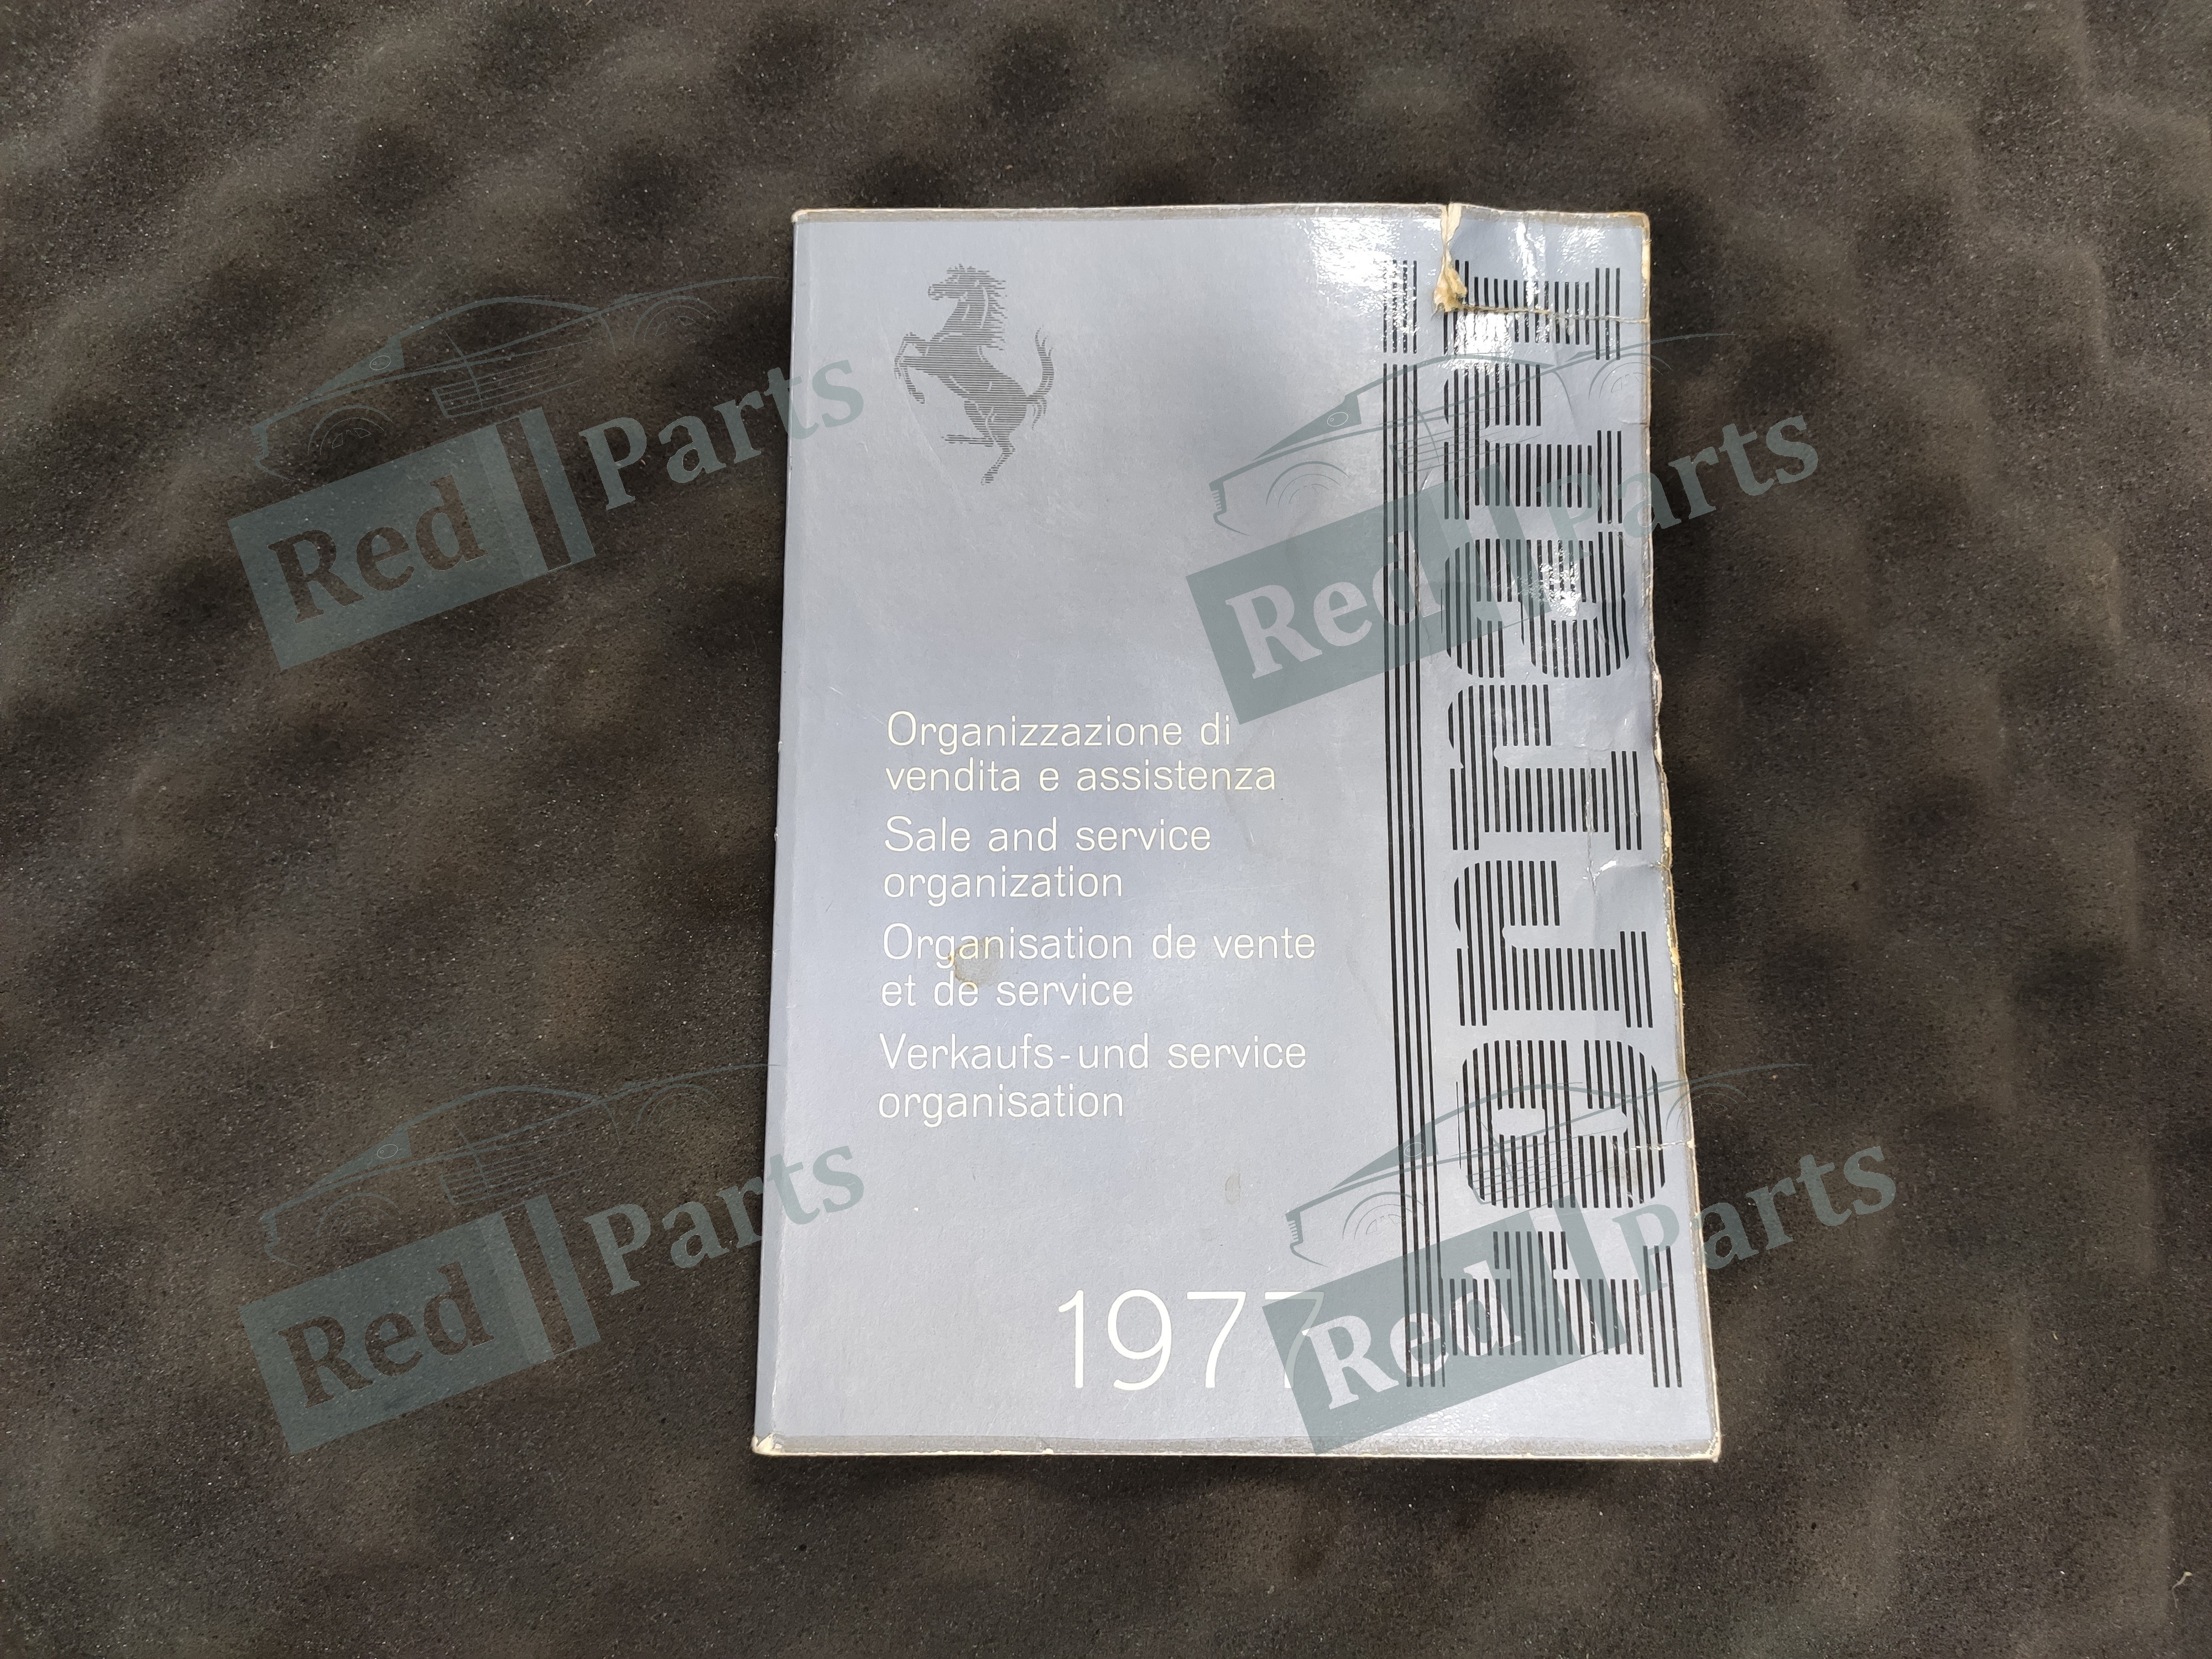 Organizzazione di
vendita e assistenza
Sale and service
organization
Organisation de vente
et de service
Verkaufs-und service
organisation
1977
ferrari
Red Parts
Red Parts
Red Parts
Red Parts